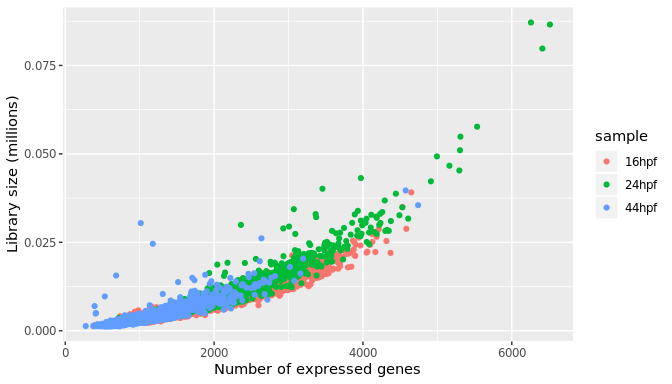 0.075
0.050
0.025
0.000
Library size (millions)
0
2000
4000
6000
Number of expressed genes
sample
16hpf
24hpf
44hpf